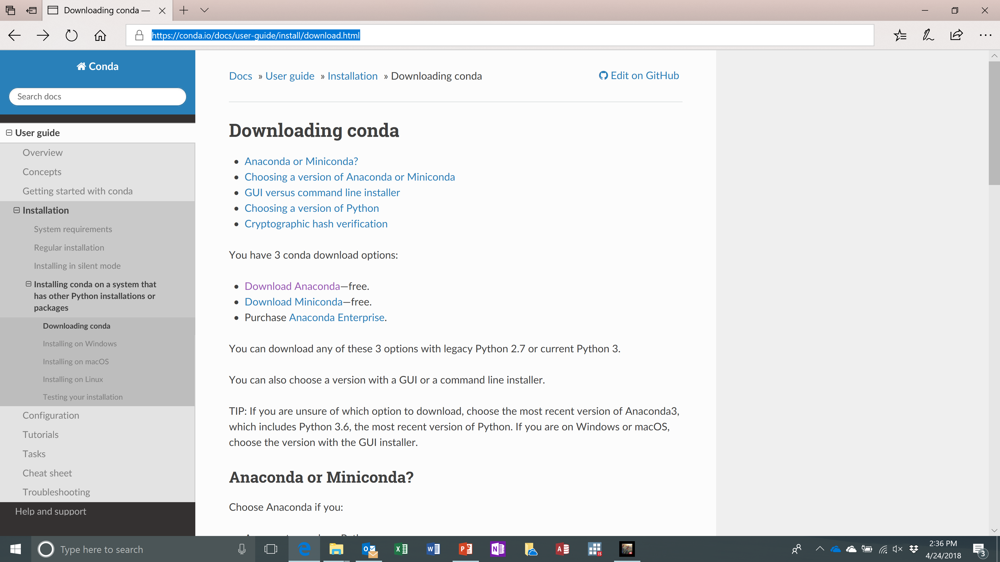 Downloading conda —
https://conda.io/docs/user-guide/install/download.html
Conda
Search docs
User guide
Overview
Concepts
Getting started with conda
Installation
System requirements
Regular installation
Installing in silent mode
Installing conda on a system that
has other Python installations or
packages
Downloading conda
Installing on Windows
Installing on macOS
Installing on Linux
Testing your installation
Configuration
Tutorials
Tasks
Cheat sheet
Troubleshooting
Help and support
Docs » User guide » Installation » Downloading conda
Edit on GitHub
Downloading conda
• Anaconda or Miniconda?
• Choosing a version of Anaconda or Miniconda
• GUI versus command line installer
• Choosing a version of Python
• Cryptographic hash verification
You have 3 conda download options:
• Download Anaconda—free.
• Download Miniconda—free.
• Purchase Anaconda Enterprise.
You can download any of these 3 options with legacy Python 2.7 or current Python 3.
You can also choose a version with a GUI or a command line installer.
TIP: If you are unsure of which option to download, choose the most recent version of Anaconda3,
which includes Python 3.6, the most recent version of Python. If you are on Windows or macOS,
choose the version with the GUI installer.
Anaconda or Miniconda?
Choose Anaconda if you:
Type here to search
15
2:36 PM
4/24/2018
3